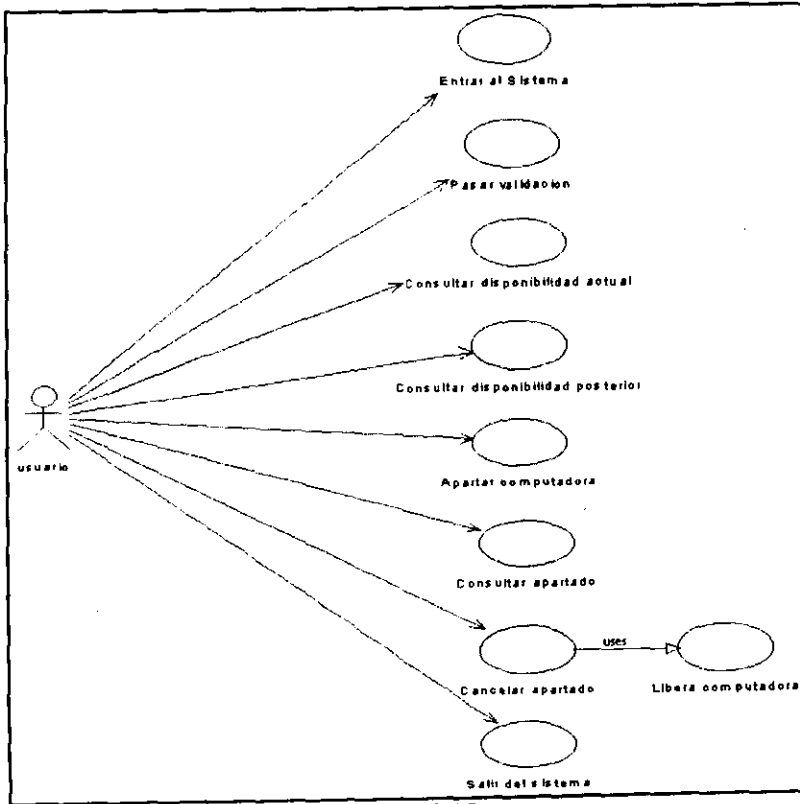 Entrar al Sistema
Pasar validacion
Consultar disponibilidad actual
Consultar disponibilidad posterior
usuario
Apartar computadora
Consultar apartado
uses
Cancelar apartado
Libera computadora
Salir del sistema